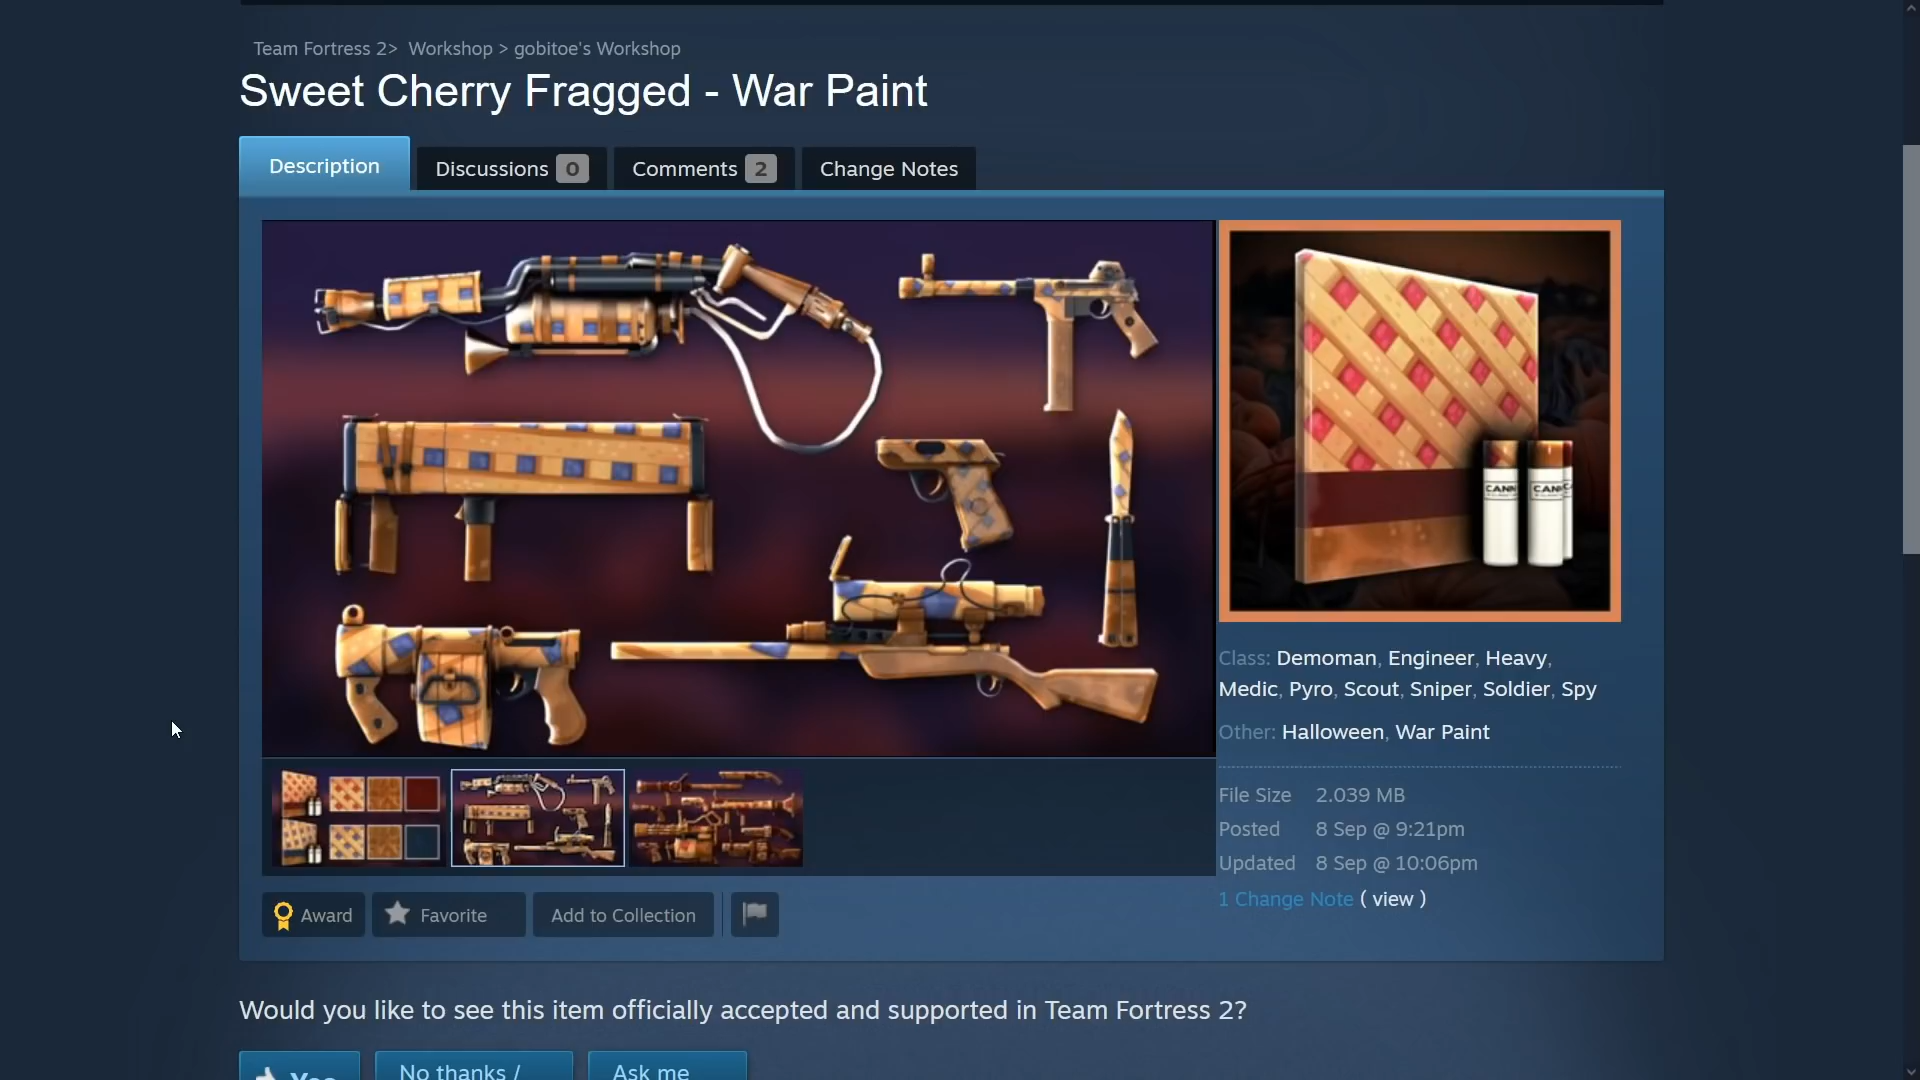 Team Fortress 2> Workshop > gobitoe's Workshop
Sweet Cherry Fragged - War Paint
Description
Discussions 0
Comments 2
Change Notes
CANN
CAN
Class: Demoman, Engineer, Heavy,
Medic, Pyro, Scout, Sniper, Soldier, Spy
Other: Halloween, War Paint
File Size 2.039 MB
Posted 8 Sep @ 9:21pm
Updated 8 Sep @ 10:06pm
1 Change Note ( view )
Award
Favorite
Add to Collection
Would you like to see this item officially accepted and supported in Team Fortress 2?
Yes
No thanks /
Ask me